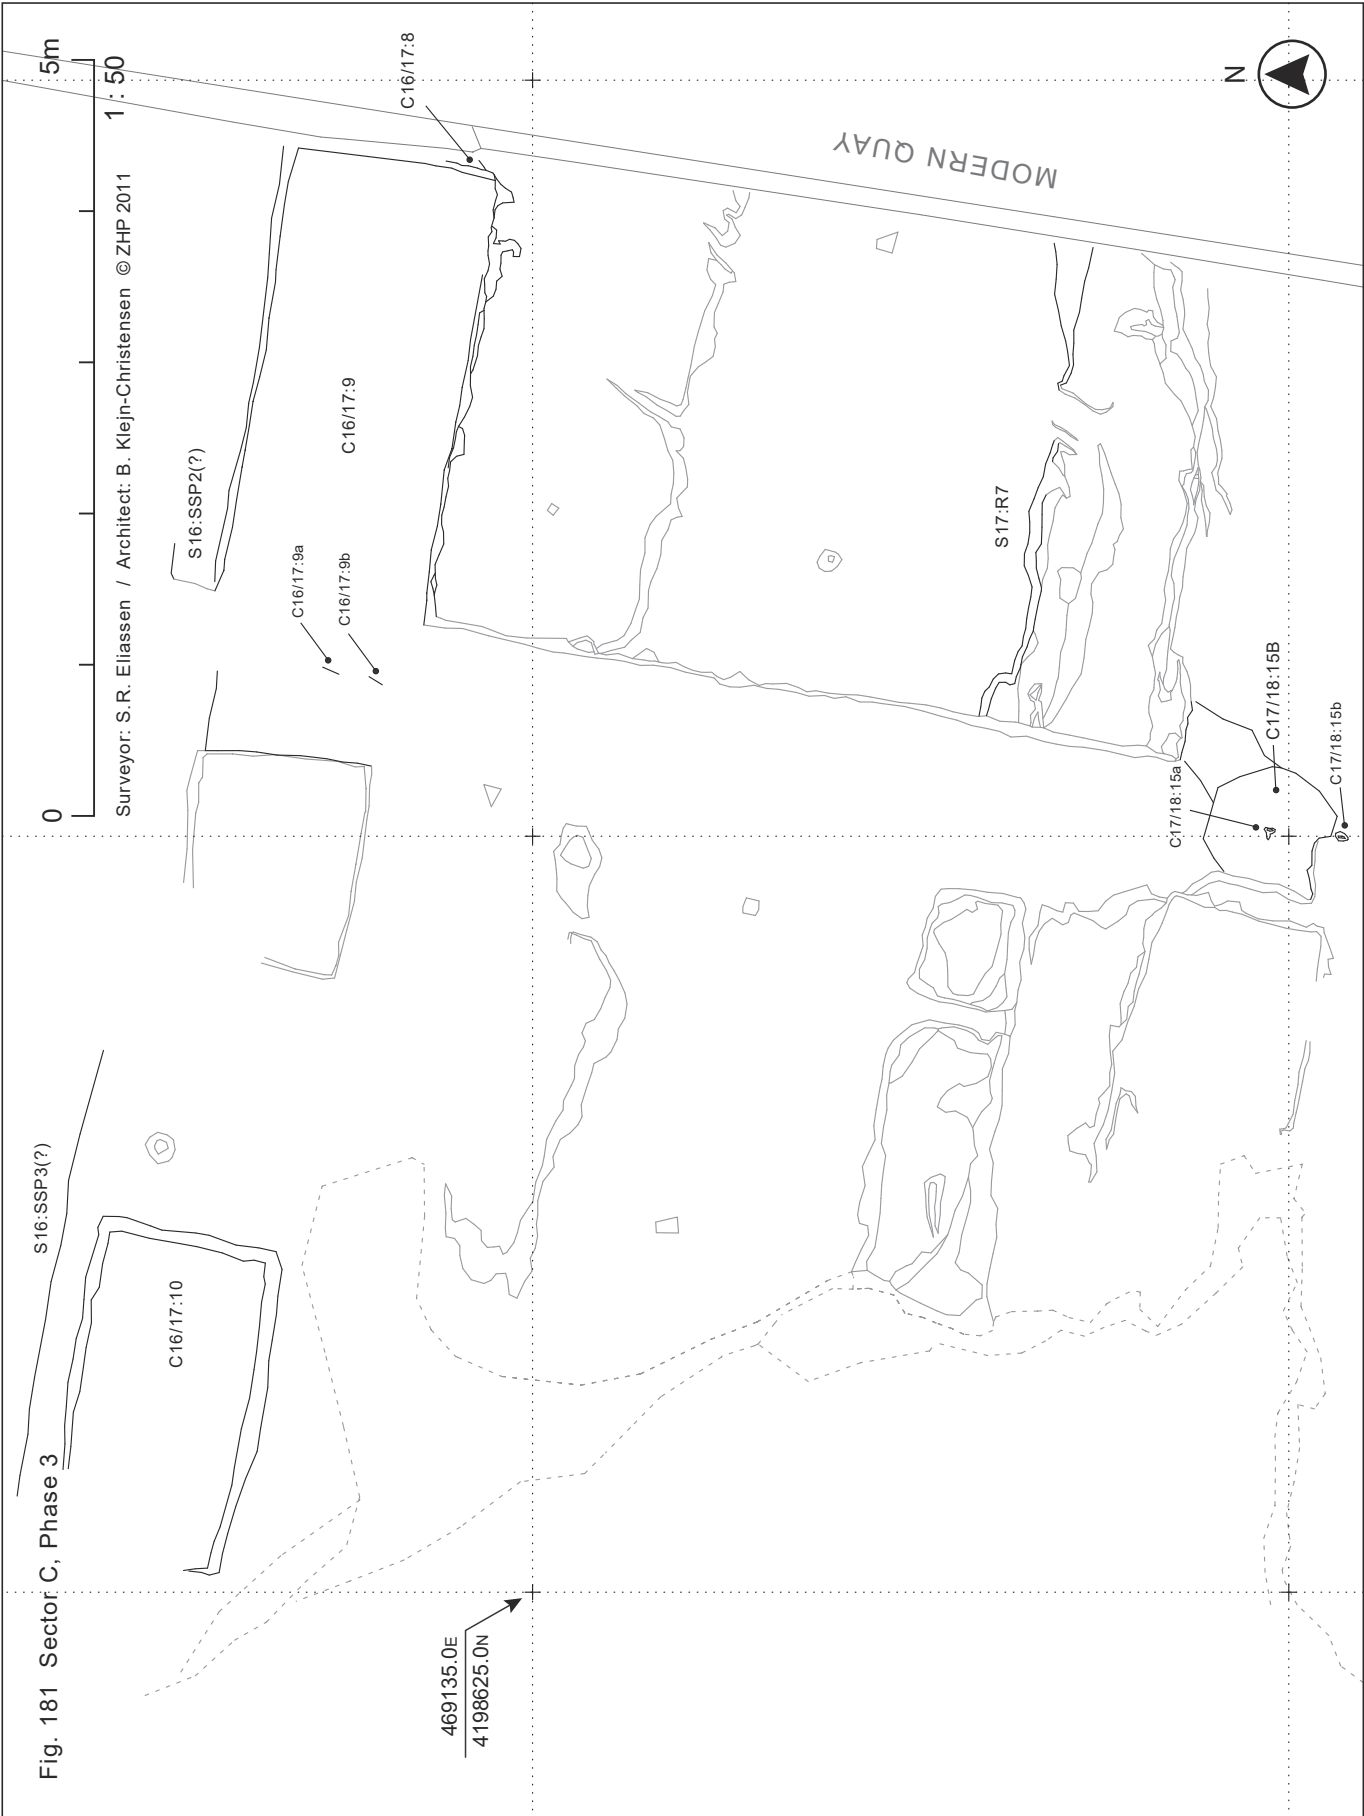 Fig. 181 Sector C, Phase 3
0
5m
1 : 50
Surveyor: S.R. Eliassen / Architect: B. Klejn-Christensen © ZHP 2011
S16:SSP3(?)
C16/17:10
S16:SSP2(?)
C16/17:9a
C16/17:9b
C16/17:9
C16/17:8
469135.0E
4198625.0N
S17:R7
MODERN QUAY
C17/18:15a
C17/18:15B
C17/18:15b
N